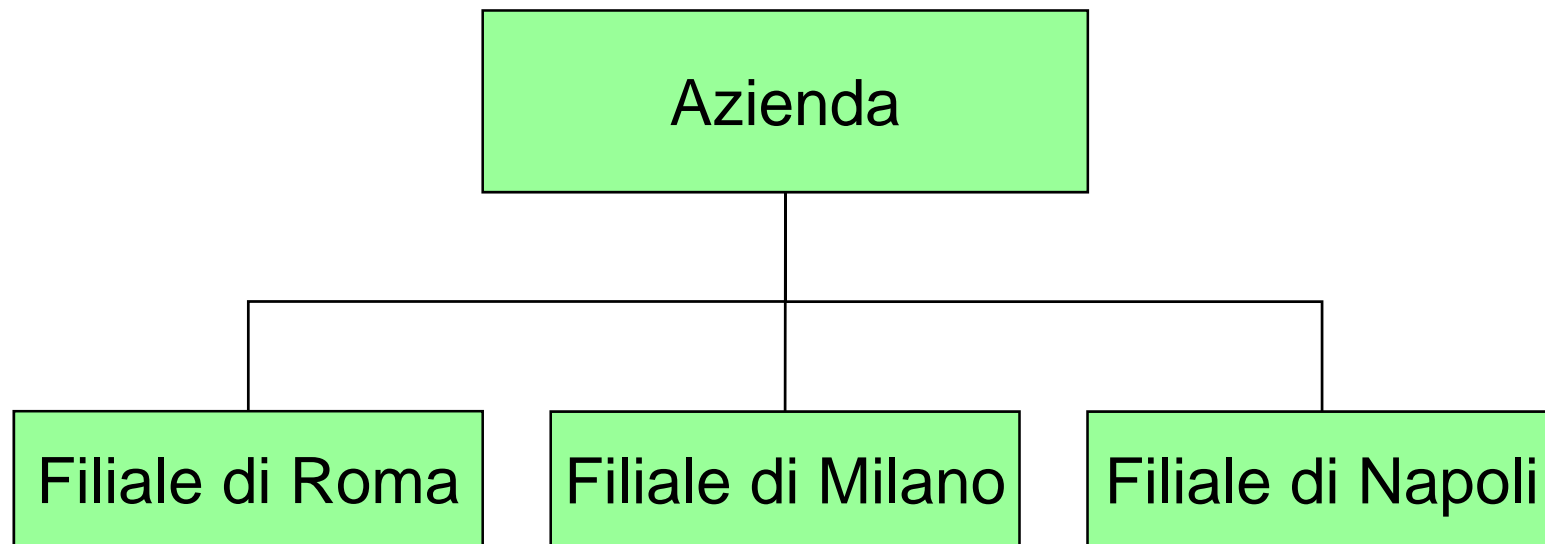 Azienda
Filiale di Roma
Filiale di Milano
Filiale di Napoli